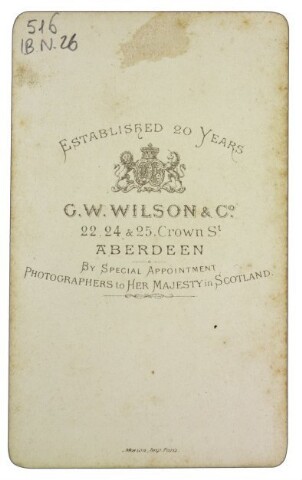 516
IB N. 26
ESTABLISHED 20 YEARS
G.W. WILSON & Co.
22, 24 & 25, Crown St.
ABERDEEN
BY SPECIAL APPOINTMENT
PHOTOGRAPHERS to HER MAJESTY in SCOTLAND.